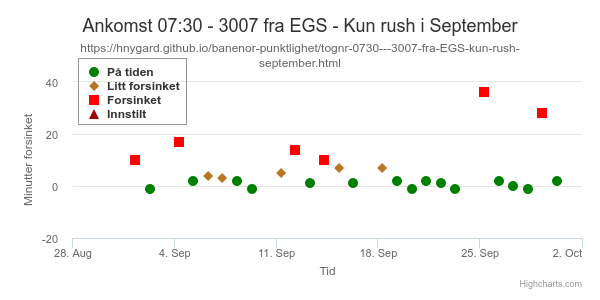 Ankomst 07:30 - 3007 fra EGS - Kun rush i September
https://hnygard.github.io/banenor-punktlighet/tognr-0730---3007-fra-EGS-kun-rush-
september.html
På tiden
Litt forsinket
Forsinket
Innstilt
Minutter forsinket
40
20
0
-20
28. Aug 4. Sep 11. Sep 18. Sep 25. Sep 2. Oct
Tid
Highcharts.com